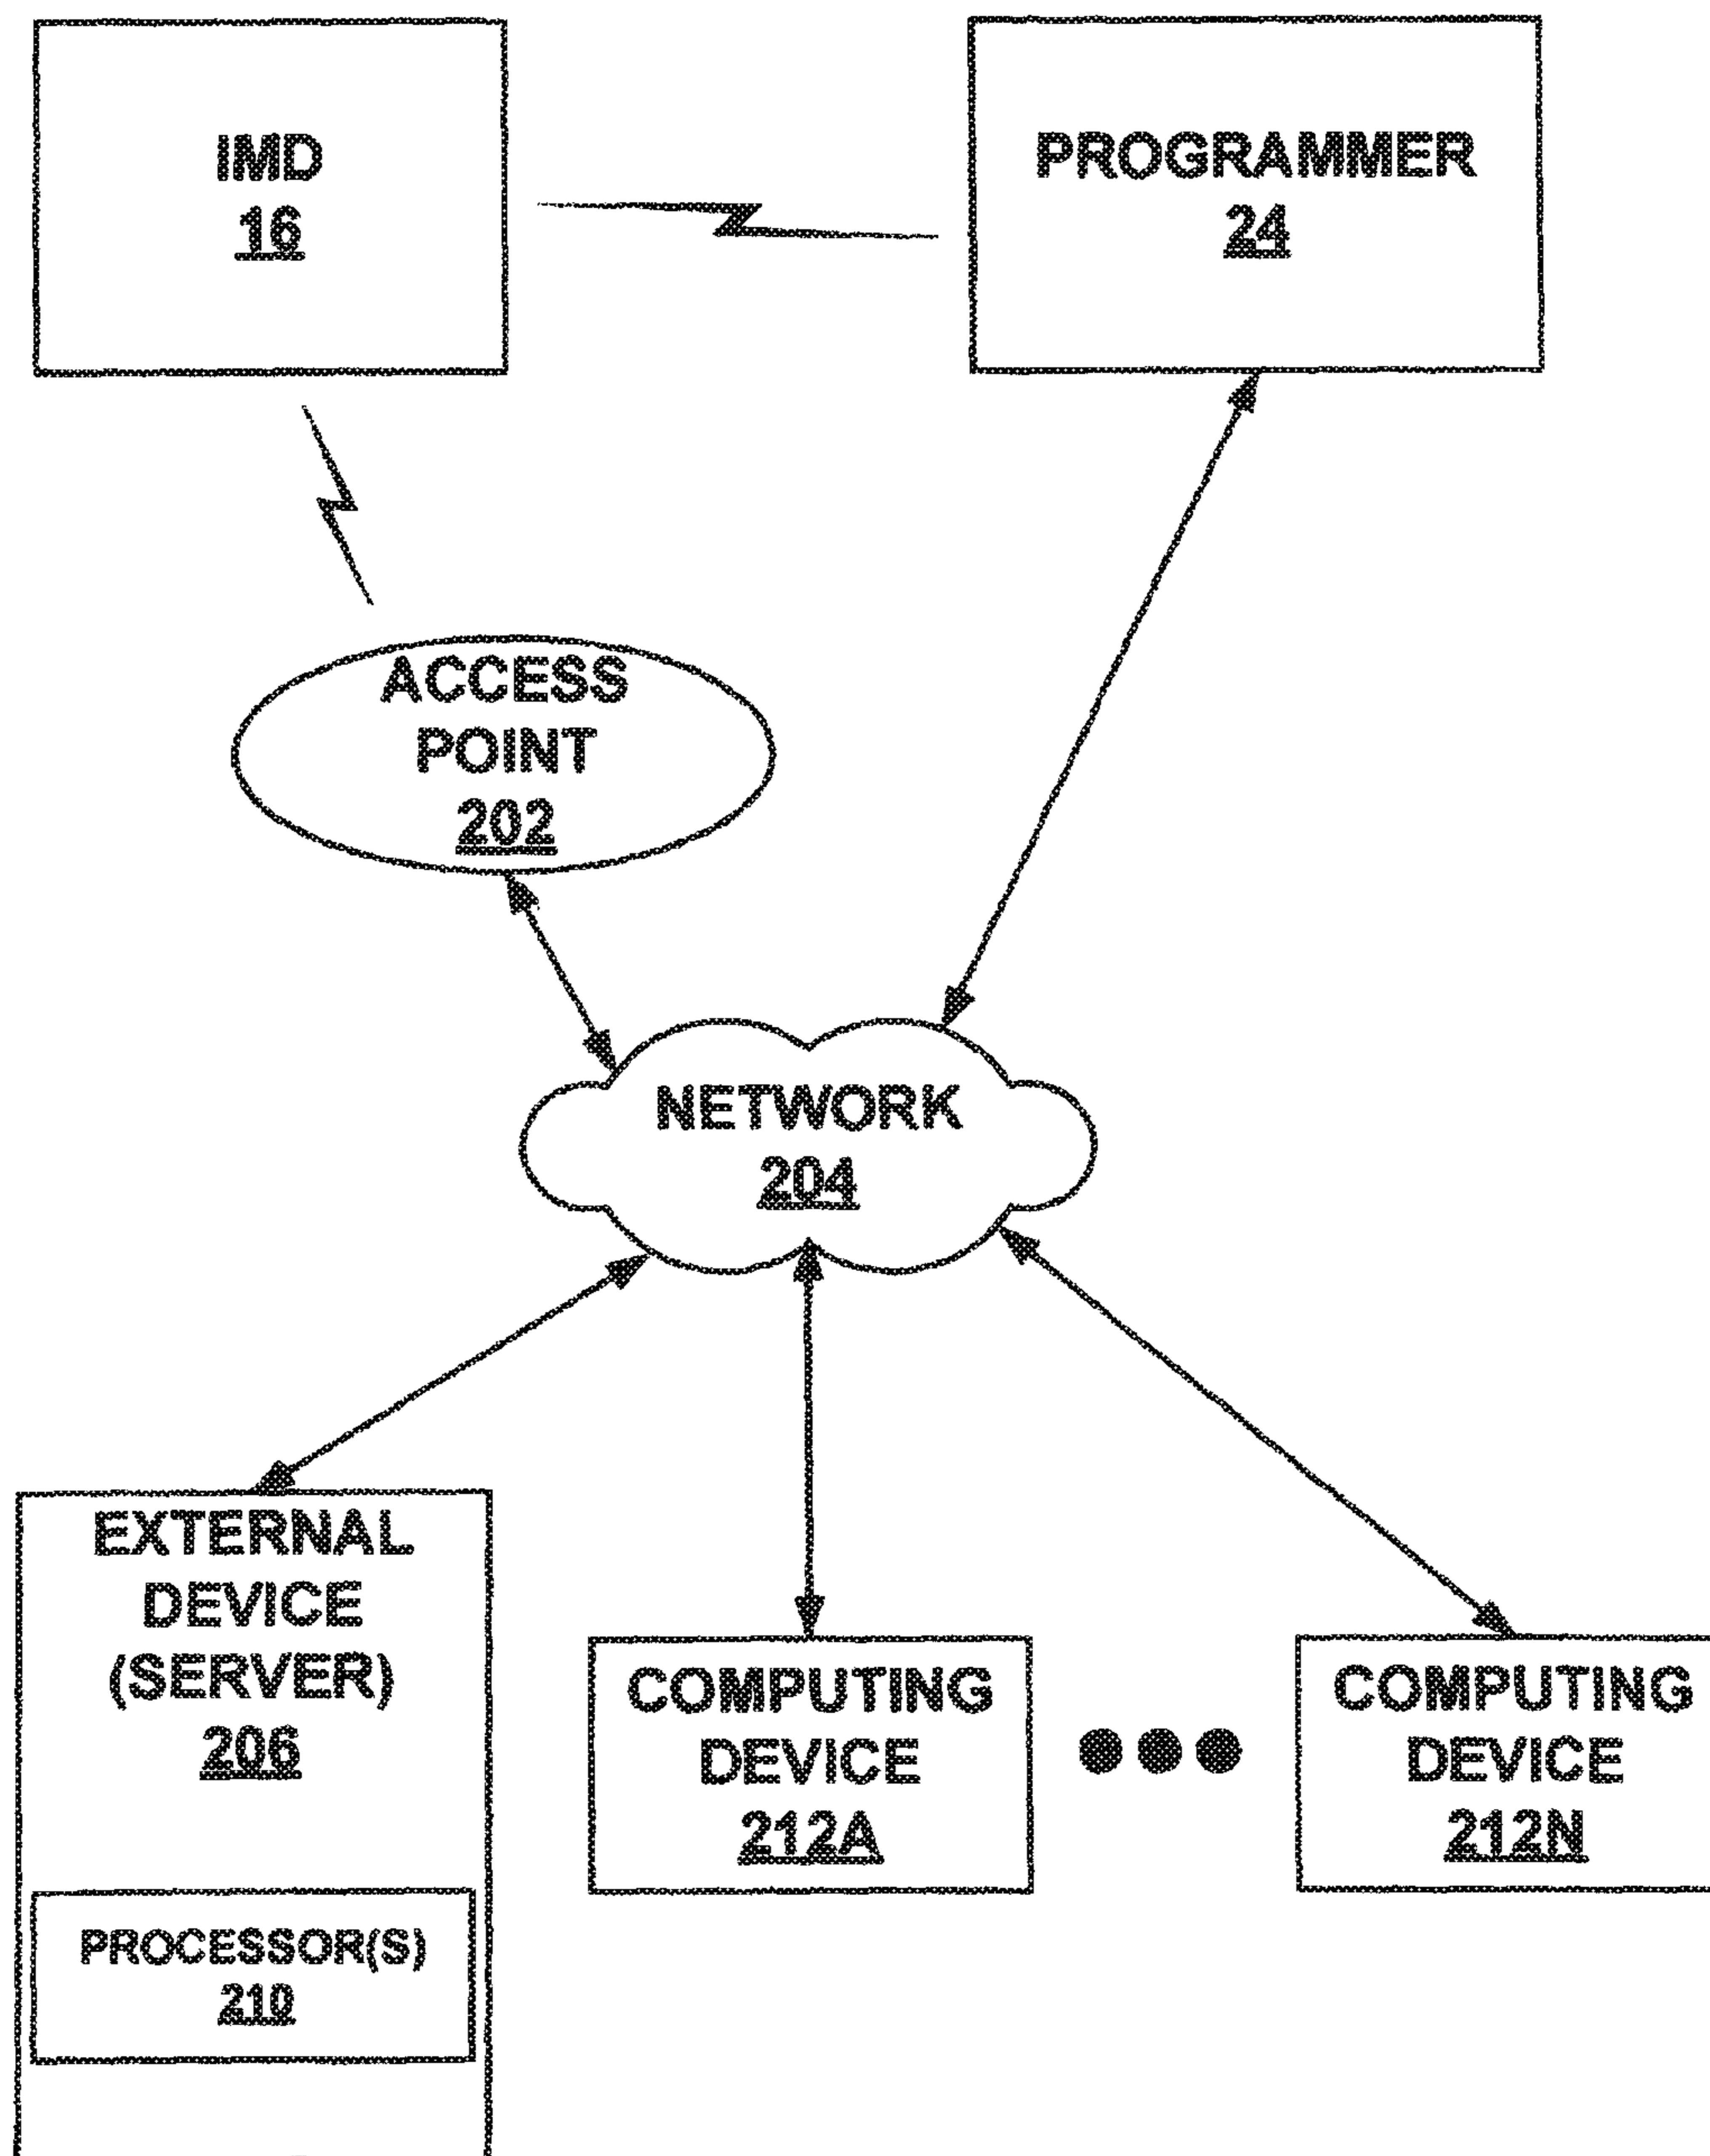 IMD
16
PROGRAMMER
24
ACCESS
POINT
202
NETWORK
204
EXTERNAL
DEVICE
(SERVER)
206
PROCESSOR(S)
210
COMPUTING
DEVICE
212A
COMPUTING
DEVICE
212N